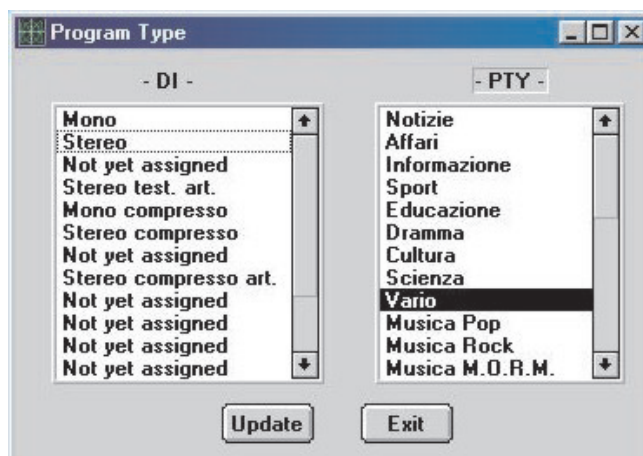 Program Type
- DI -
Mono
Stereo
Not yet assigned
Stereo test. art.
Mono compresso
Stereo compresso
Not yet assigned
Stereo compresso art.
Not yet assigned
Not yet assigned
Not yet assigned
Not yet assigned
- PTY -
Notizie
Affari
Informazione
Sport
Educazione
Dramma
Cultura
Scienza
Vario
Musica Pop
Musica Rock
Musica M.O.R.M.
Update
Exit